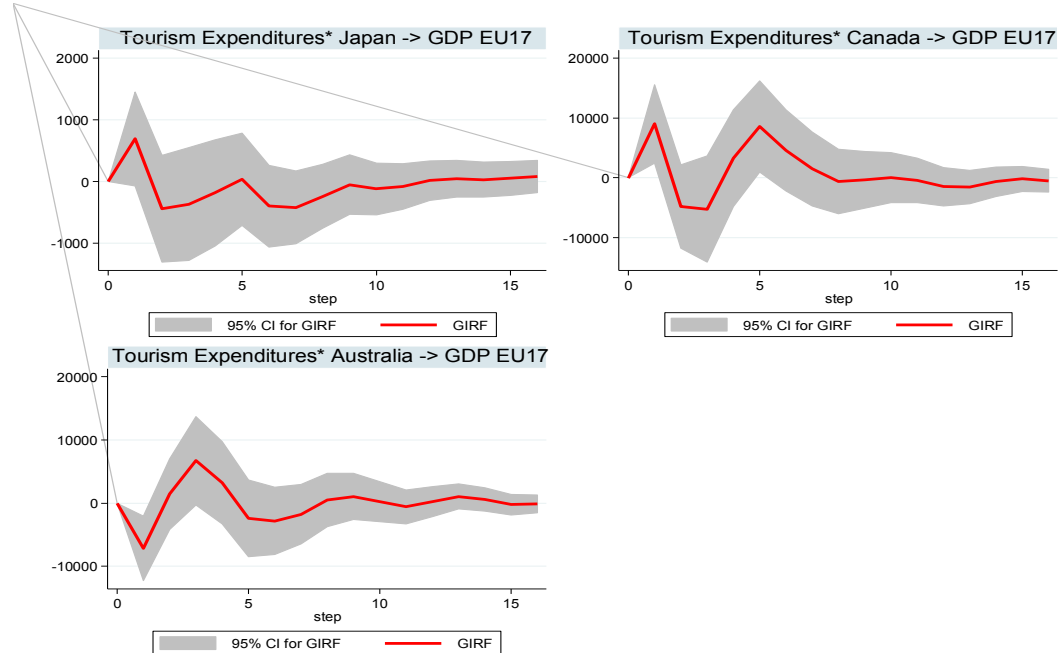 Tourism Expenditures* Japan -> GDP EU17
2000
1000
0
-1000
0 5 10 15
step
95% CI for GIRF GIRF
Tourism Expenditures* Canada -> GDP EU17
20000
10000
0
-10000
0 5 10 15
step
95% CI for GIRF GIRF
Tourism Expenditures* Australia -> GDP EU17
20000
10000
0
-10000
0 5 10 15
step
95% CI for GIRF GIRF